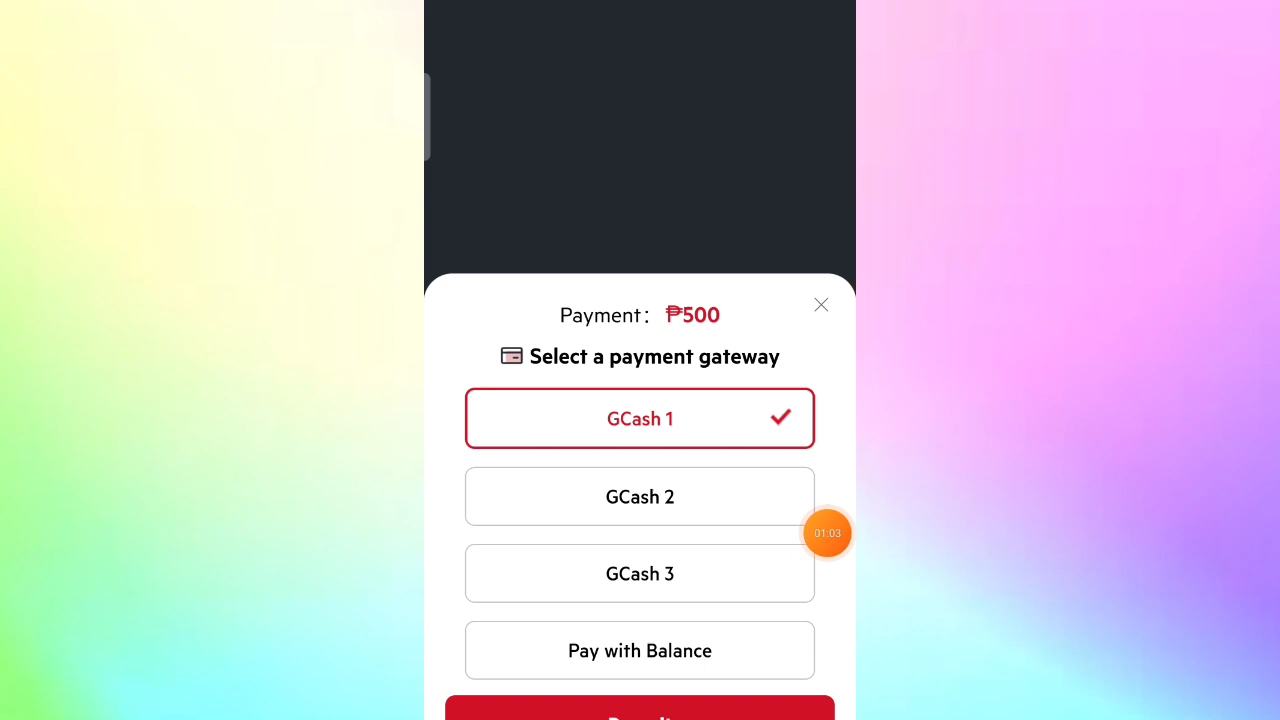 Payment: ₱500
Select a payment gateway
GCash 1
GCash 2
01:03
GCash 3
Pay with Balance